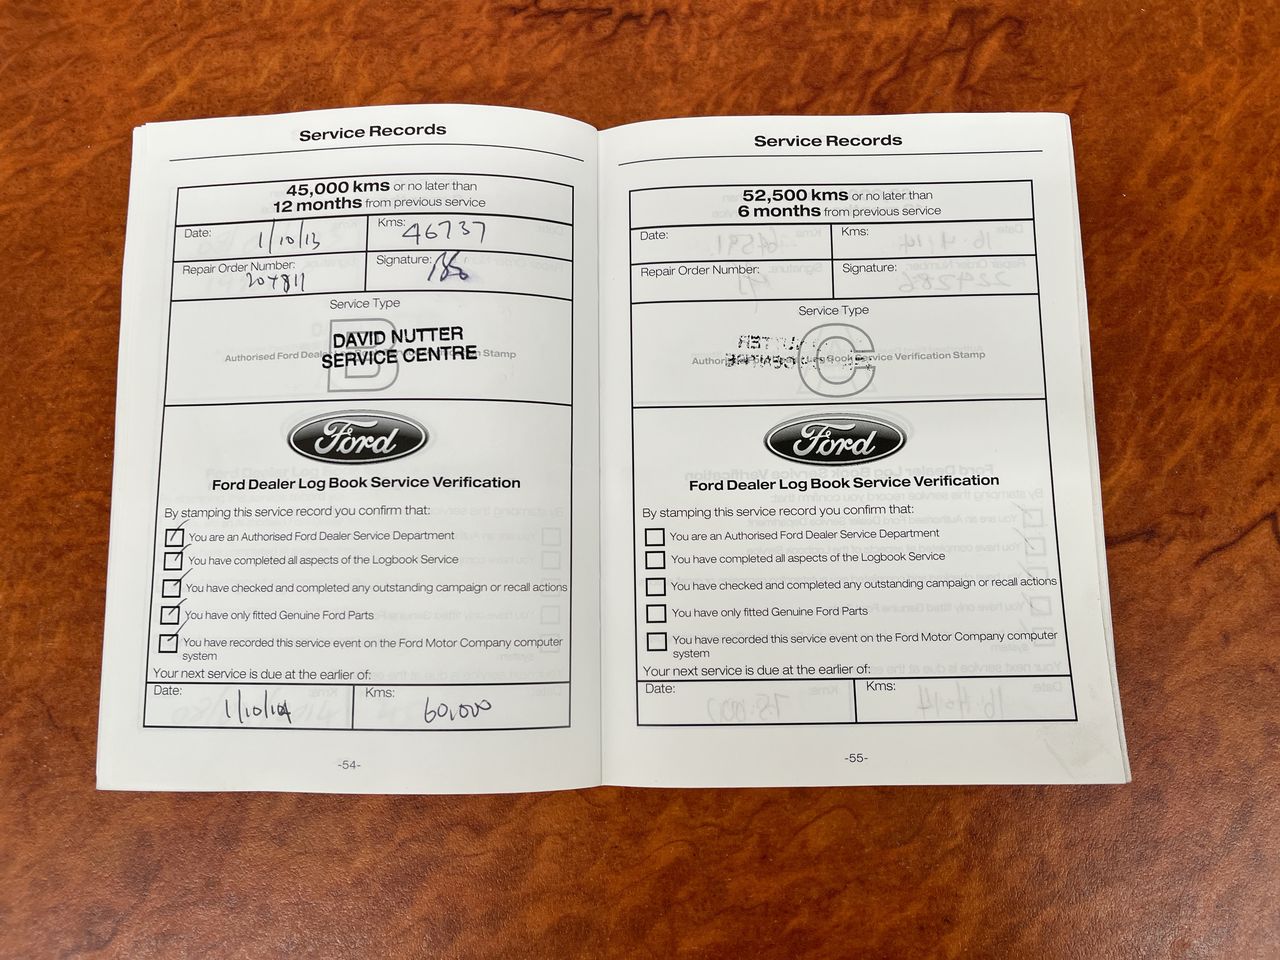 Service Records
45,000 kms or no later than
12 months from previous service
Date: 1/10/13 Kms: 46737
Repair Order Number: 204811 Signature:
Service Type
B
DAVID NUTTER
SERVICE CENTRE
Authorised Ford Deal Service Verification Stamp
Ford
Ford Dealer Log Book Service Verification
By stamping this service record you confirm that:
You are an Authorised Ford Dealer Service Department
You have completed all aspects of the Logbook Service
You have checked and completed any outstanding campaign or recall actions
You have only fitted Genuine Ford Parts
You have recorded this service event on the Ford Motor Company computer
system
Your next service is due at the earlier of:
Date: 1/10/14 Kms: 60,000
-54-
Service Records
52,500 kms or no later than
6 months from previous service
Date: Kms:
Repair Order Number: Signature:
Service Type
C
Log Book Service Verification Stamp
Ford
Ford Dealer Log Book Service Verification
By stamping this service record you confirm that:
You are an Authorised Ford Dealer Service Department
You have completed all aspects of the Logbook Service
You have checked and completed any outstanding campaign or recall actions
You have only fitted Genuine Ford Parts
You have recorded this service event on the Ford Motor Company computer
system
Your next service is due at the earlier of:
Date: Kms:
-55-